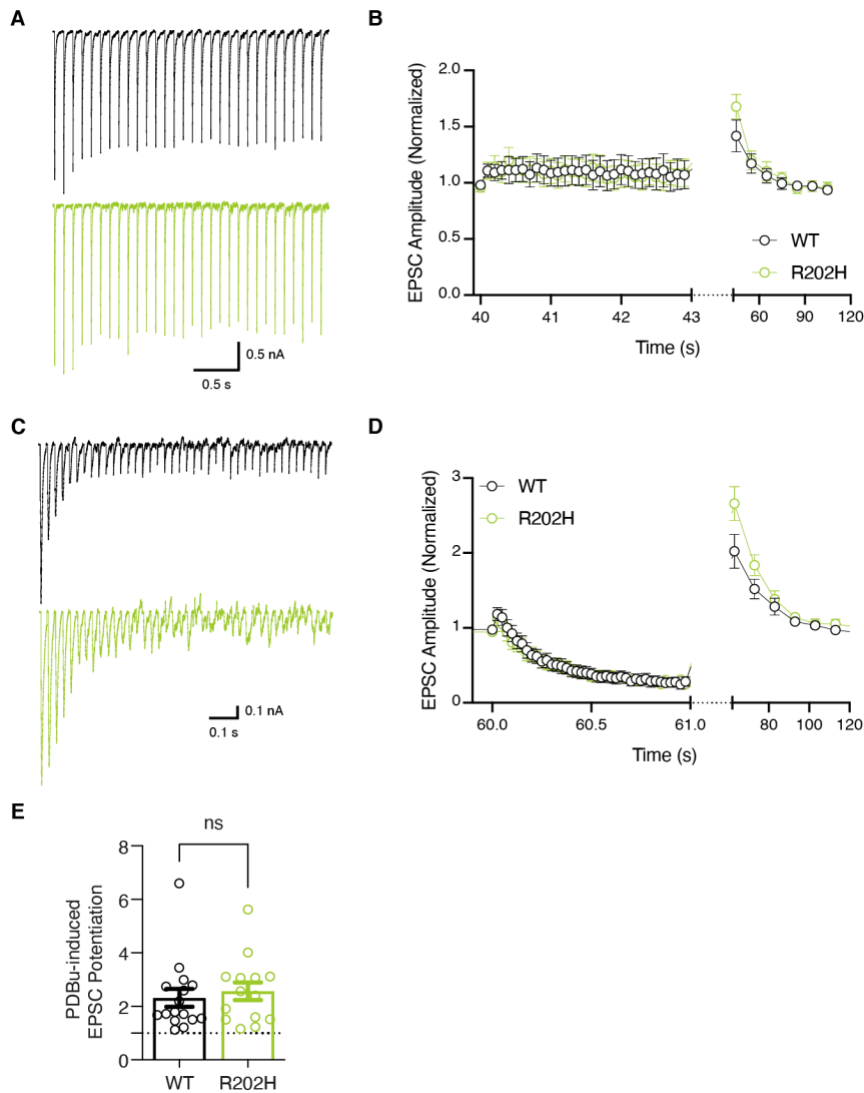 A
0.5 nA
0.5 s
B
EPSC Amplitude (Normalized)
2.0
1.5
1.0
0.5
0.0
WT
R202H
40 41 42 43 60 90 120
Time (s)
C
0.1 nA
0.1 s
D
EPSC Amplitude (Normalized)
3
2
1
0
WT
R202H
60.0 60.5 61.0 80 100 120
Time (s)
E
ns
PDBu-induced
EPSC Potentiation
8
6
4
2
0
WT R202H